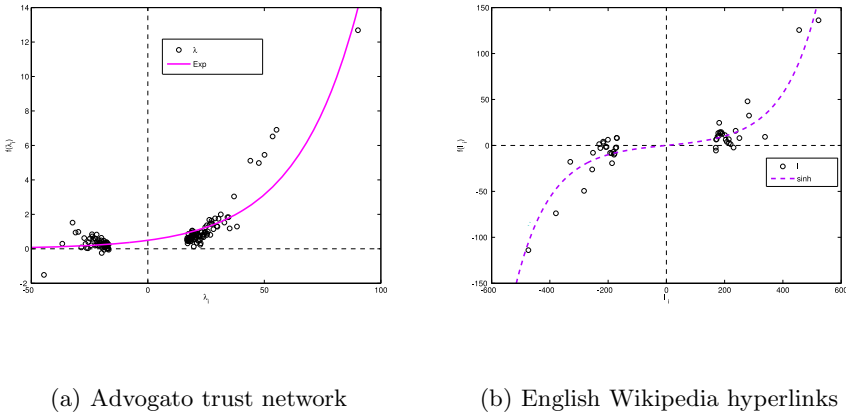 14
12
10
8
6
4
2
0
-2
-50
0
50
100
f(λi)
λi
λ
Exp
150
100
50
0
-50
-100
-150
-600
-400
-200
0
200
400
600
f(li)
li
l
sinh
(a) Advogato trust network
(b) English Wikipedia hyperlinks